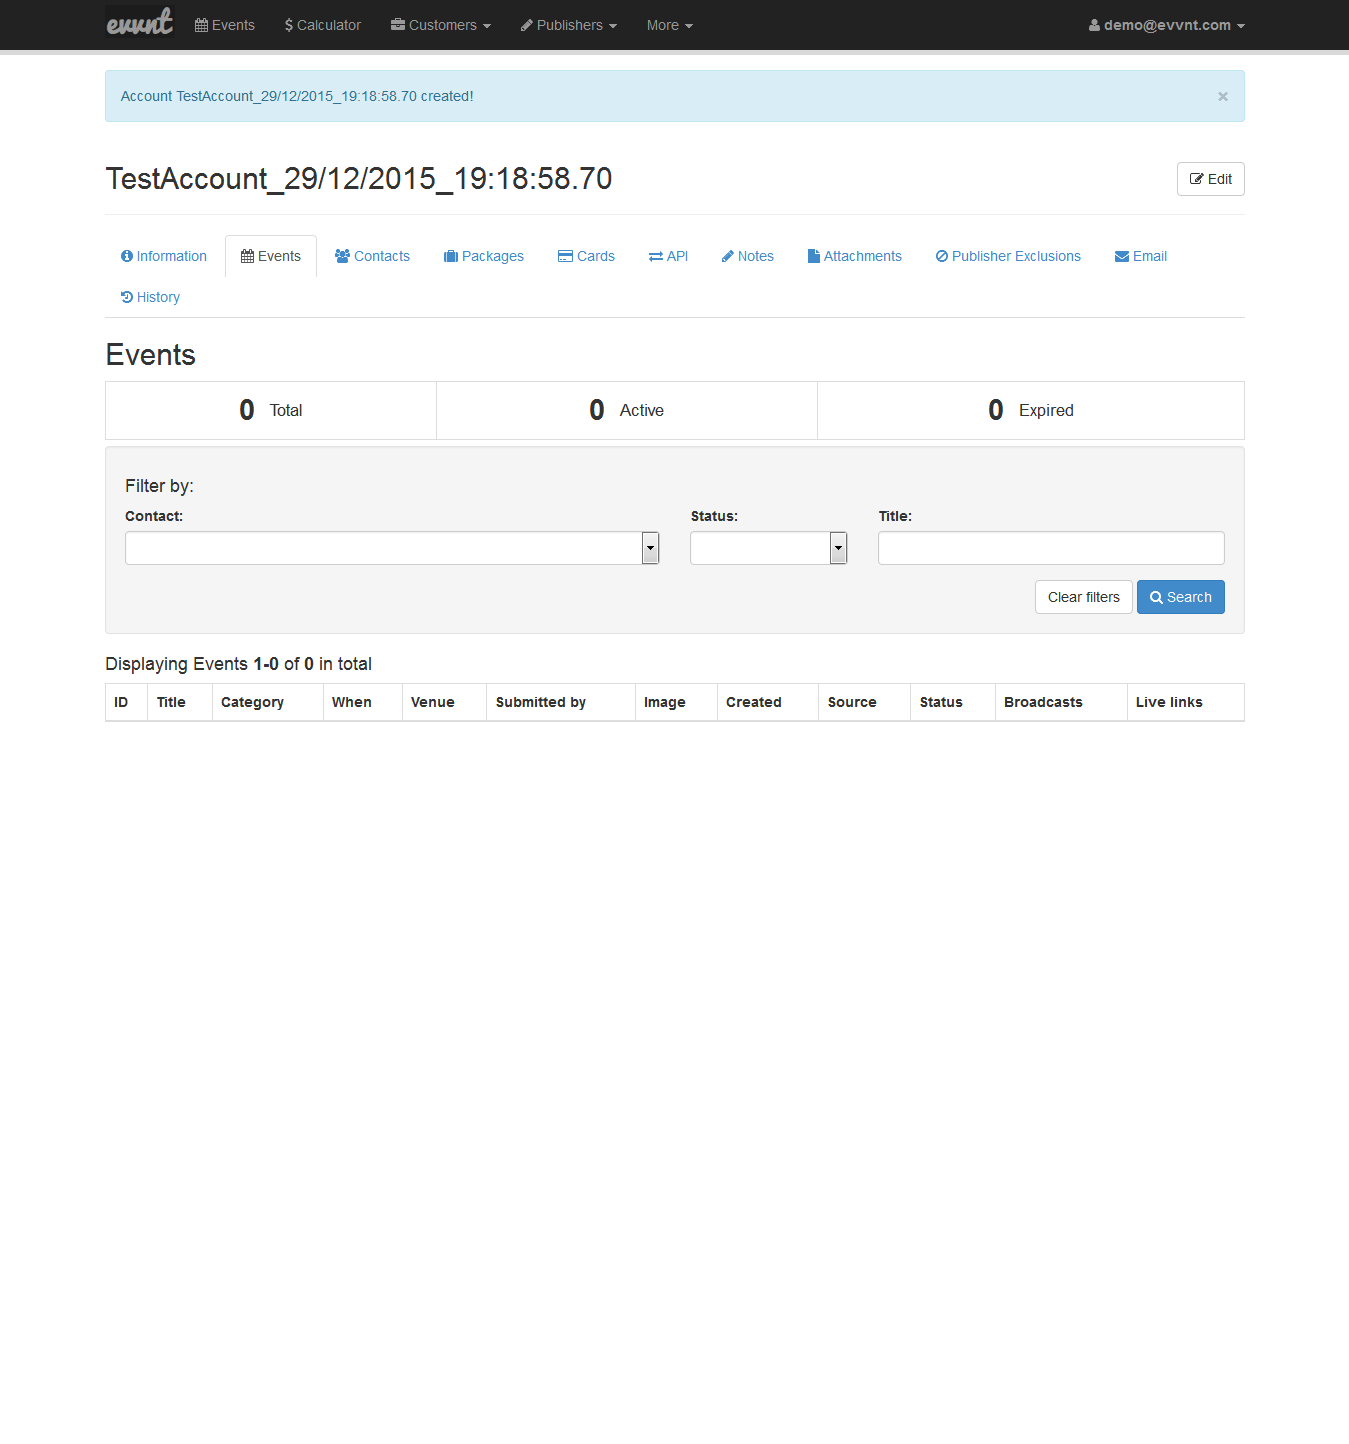 evvnt Events Calculator Customers Publishers More demo@evvnt.com
Account TestAccount_29/12/2015_19:18:58.70 created! ×
TestAccount_29/12/2015_19:18:58.70 Edit
Information Events Contacts Packages Cards API Notes Attachments Publisher Exclusions Email
History
Events
0 Total 0 Active 0 Expired
Filter by:
Contact: Status: Title:
Clear filters Search
Displaying Events 1-0 of 0 in total
ID Title Category When Venue Submitted by Image Created Source Status Broadcasts Live links